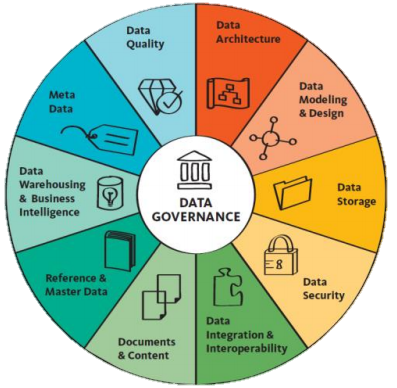 Data
Quality
Data
Architecture
Data
Modeling
& Design
Data
Storage
8
Data
Security
Data
Integration &
Interoperability
Documents
& Content
Reference &
Master Data
Data
Warehousing
& Business
Intelligence
Meta
Data
DATA
GOVERNANCE